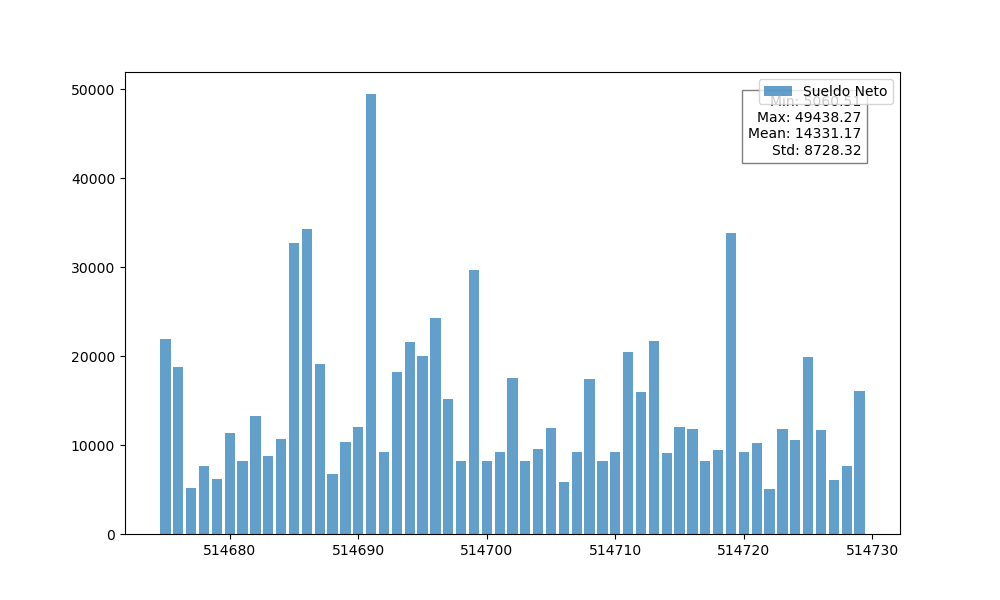 50000
40000
30000
20000
10000
0
514680
514690
514700
514710
514720
514730
Sueldo Neto
Min: 5060.51
Max: 49438.27
Mean: 14331.17
Std: 8728.32